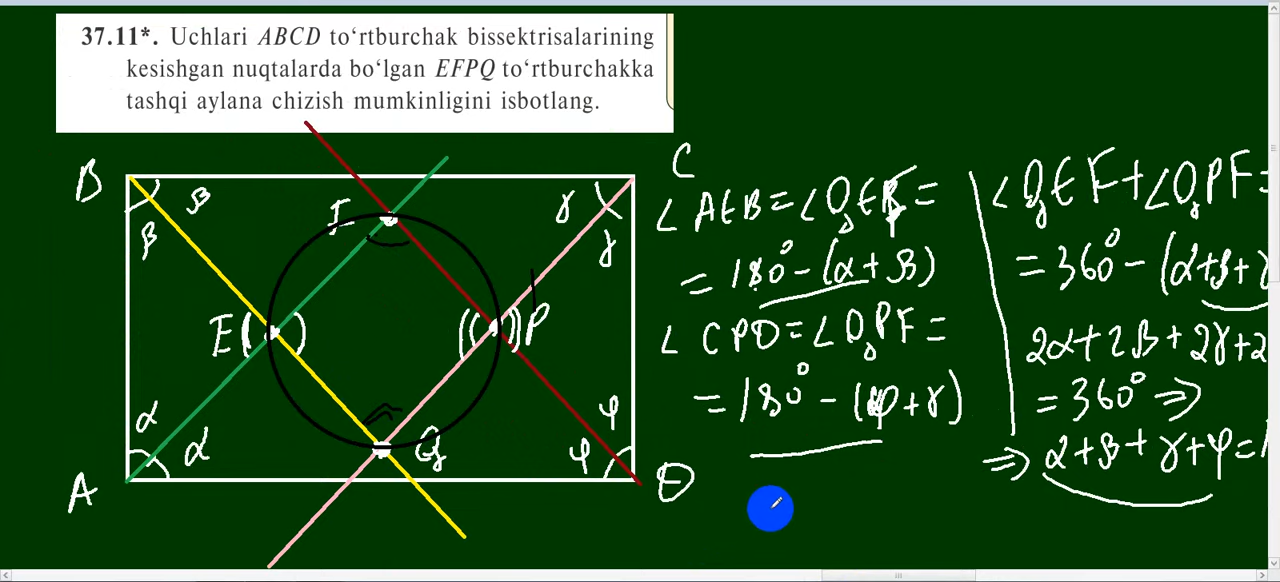 37.11*. Uchlari ABCD to‘rtburchak bissektrisalarining
kesishgan nuqtalarda bo‘lgan EFPQ to‘rtburchakka
tashqi aylana chizish mumkinligini isbotlang.
B
β
β
F
γ
γ
C
E
P
α
α
Q
φ
φ
A
D
∠AEB=∠QEF=
=180°-(α+β)
∠CPD=∠QPF=
=180°-(φ+γ)
∠QEF+∠QPF=
=360°-(α+β+γ
2α+2β+2γ+2
=360° ⇒
⇒ α+β+γ+φ=1